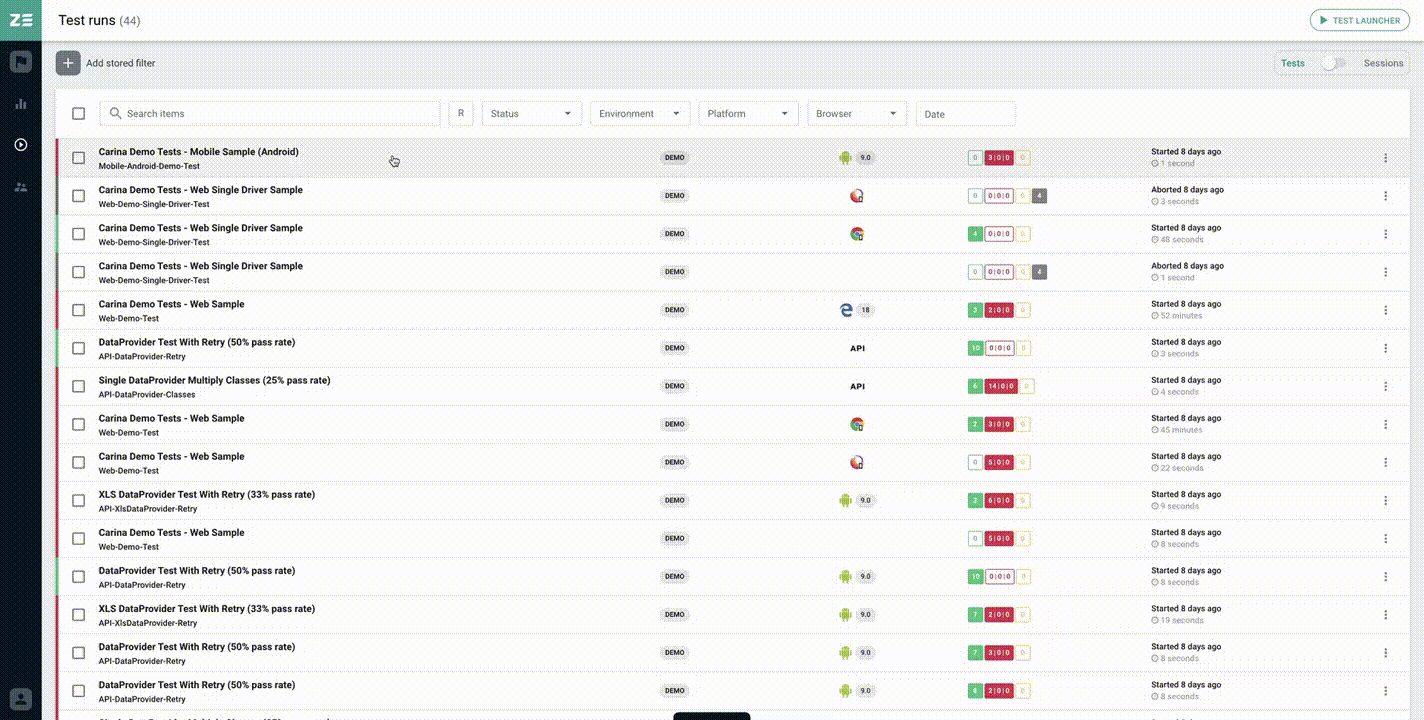 ZE
Test runs (44)
TEST LAUNCHER
Add stored filter
Tests
Sessions
Search items
R
Status
Environment
Platform
Browser
Date
Carina Demo Tests - Mobile Sample (Android)
Mobile-Android-Demo-Test
DEMO
9.0
0 3|0|0 0
Started 8 days ago
1 second
Carina Demo Tests - Web Single Driver Sample
Web-Demo-Single-Driver-Test
DEMO
0 0|0|0 0 4
Aborted 8 days ago
3 seconds
Carina Demo Tests - Web Single Driver Sample
Web-Demo-Single-Driver-Test
DEMO
4 0|0|0 0
Started 8 days ago
48 seconds
Carina Demo Tests - Web Single Driver Sample
Web-Demo-Single-Driver-Test
DEMO
0 0|0|0 0 4
Aborted 8 days ago
1 second
Carina Demo Tests - Web Sample
Web-Demo-Test
DEMO
18
3 2|0|0 0
Started 8 days ago
52 minutes
DataProvider Test With Retry (50% pass rate)
API-DataProvider-Retry
DEMO
API
10 0|0|0 0
Started 8 days ago
3 seconds
Single DataProvider Multiply Classes (25% pass rate)
API-DataProvider-Classes
DEMO
API
6 14|0|0 0
Started 8 days ago
4 seconds
Carina Demo Tests - Web Sample
Web-Demo-Test
DEMO
2 3|0|0 0
Started 8 days ago
45 minutes
Carina Demo Tests - Web Sample
Web-Demo-Test
DEMO
0 5|0|0 0
Started 8 days ago
22 seconds
XLS DataProvider Test With Retry (33% pass rate)
API-XlsDataProvider-Retry
DEMO
9.0
3 6|0|0 0
Started 8 days ago
9 seconds
Carina Demo Tests - Web Sample
Web-Demo-Test
DEMO
0 5|0|0 0
Started 8 days ago
8 seconds
DataProvider Test With Retry (50% pass rate)
API-DataProvider-Retry
DEMO
9.0
10 0|0|0 0
Started 8 days ago
8 seconds
XLS DataProvider Test With Retry (33% pass rate)
API-XlsDataProvider-Retry
DEMO
9.0
7 2|0|0 0
Started 8 days ago
19 seconds
DataProvider Test With Retry (50% pass rate)
API-DataProvider-Retry
DEMO
9.0
7 3|0|0 0
Started 8 days ago
8 seconds
DataProvider Test With Retry (50% pass rate)
API-DataProvider-Retry
DEMO
9.0
2|0|0 0
Started 8 days ago
8 seconds